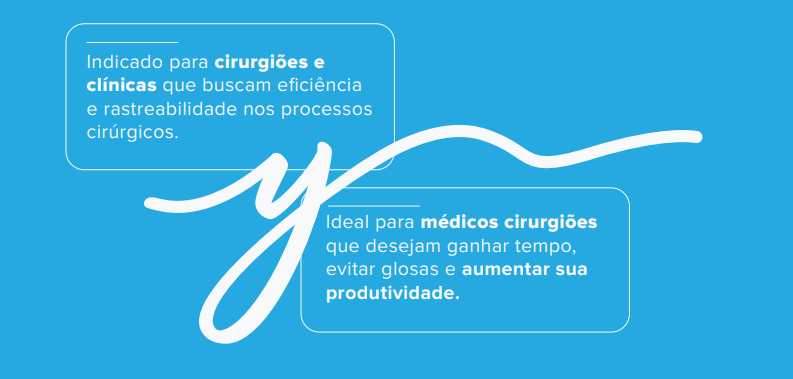 Indicado para cirurgiões e
clínicas que buscam eficiência
e rastreabilidade nos processos
cirúrgicos.
y
Ideal para médicos cirurgiões
que desejam ganhar tempo,
evitar glosas e aumentar sua
produtividade.